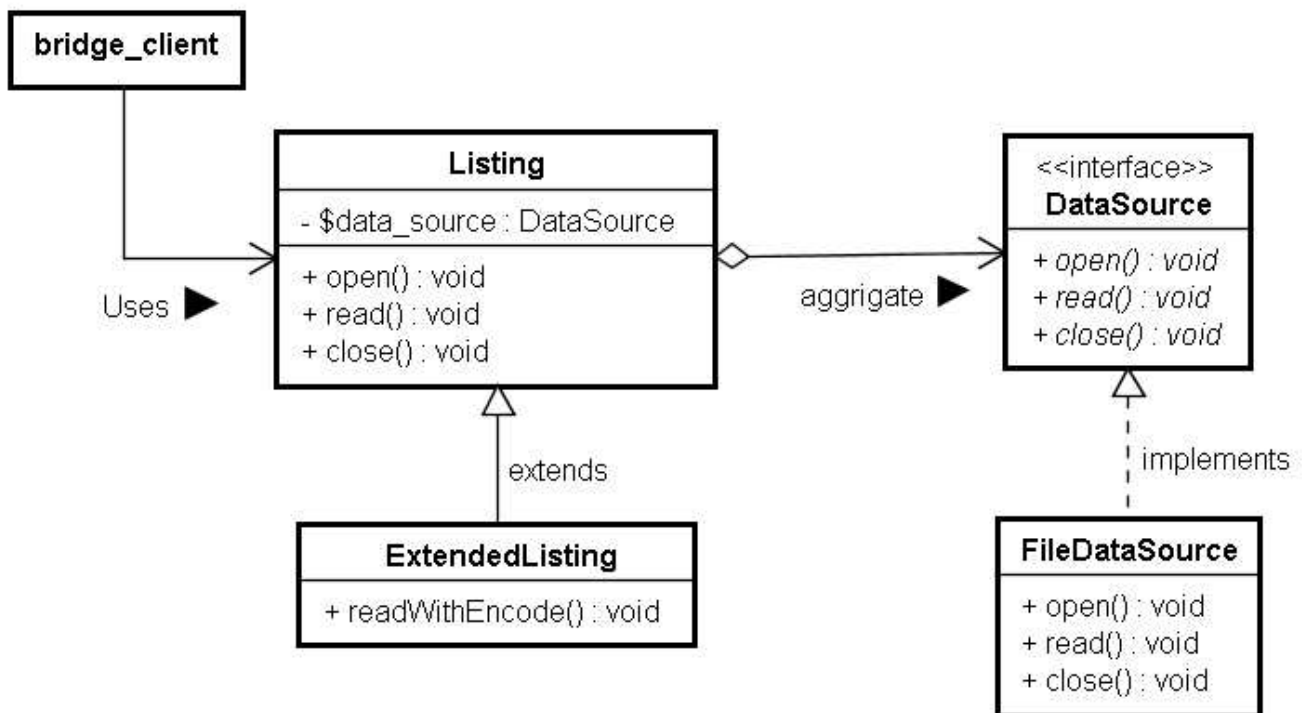 bridge_client
Listing
- $data_source : DataSource
+ open() : void
+ read() : void
+ close() : void
Uses
aggrigate
<<interface>>
DataSource
+ open() : void
+ read() : void
+ close() : void
extends
implements
ExtendedListing
+ readWithEncode() : void
FileDataSource
+ open() : void
+ read() : void
+ close() : void